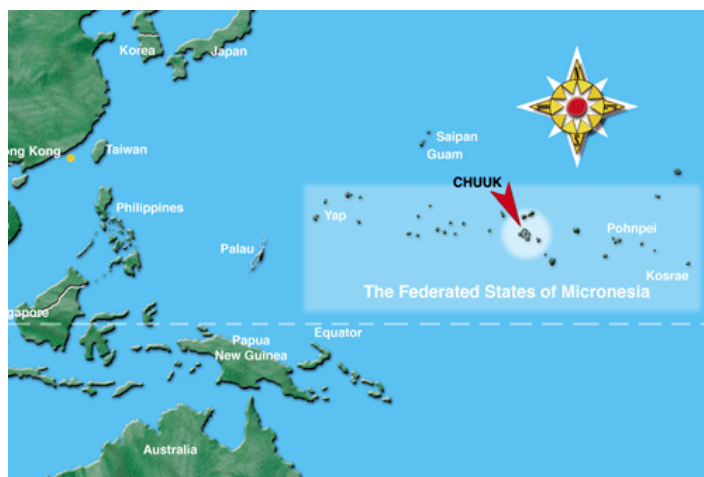 Korea
Japan
ong Kong
Taiwan
Saipan
Guam
CHUUK
Philippines
Yap
Palau
Pohnpei
Kosrae
The Federated States of Micronesia
ngapore
Equator
Papua
New Guinea
Australia